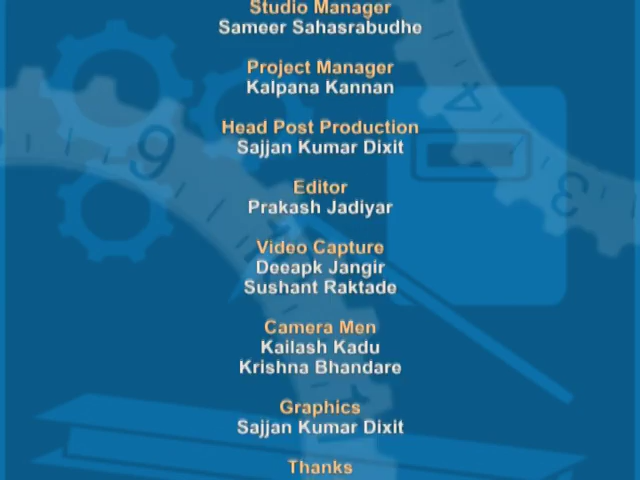 Studio Manager
Sameer Sahasrabudhe
Project Manager
Kalpana Kannan
Head Post Production
Sajjan Kumar Dixit
Editor
Prakash Jadiyar
Video Capture
Deeapk Jangir
Sushant Raktade
Camera Men
Kailash Kadu
Krishna Bhandare
Graphics
Sajjan Kumar Dixit
Thanks